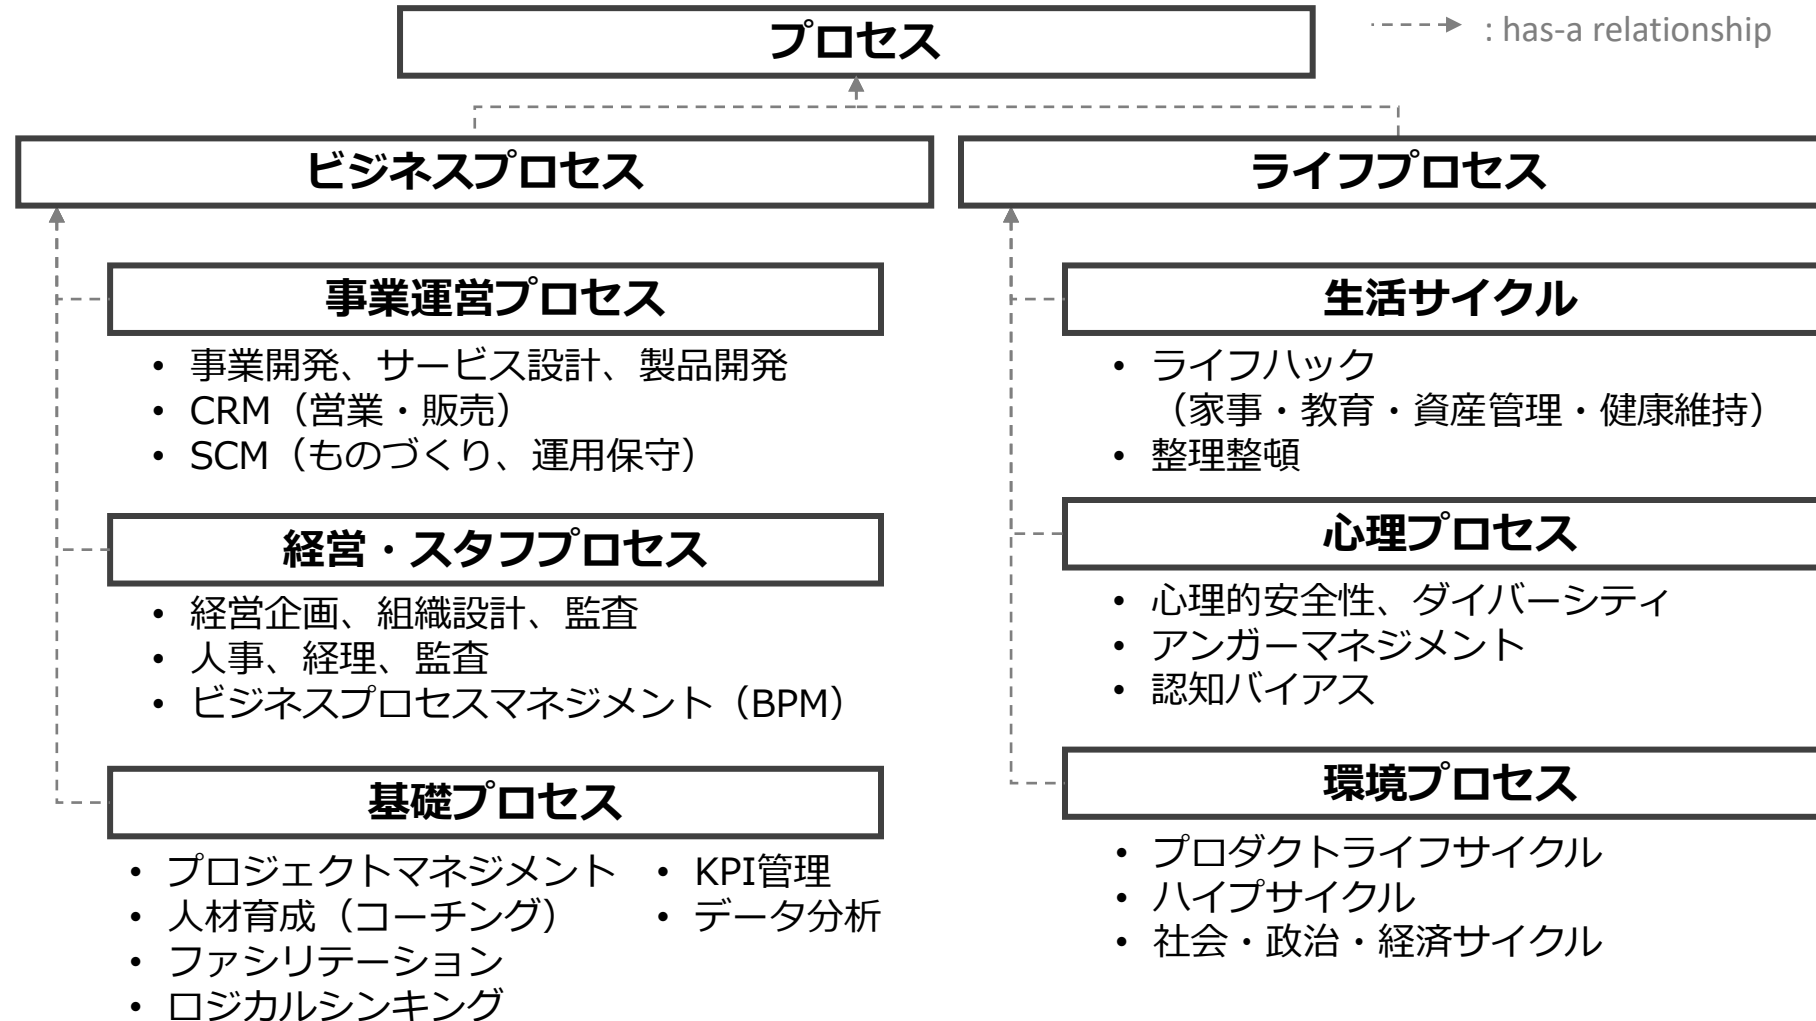 プロセス
: has-a relationship
ビジネスプロセス
事業運営プロセス
• 事業開発、サービス設計、製品開発
• CRM（営業・販売）
• SCM（ものづくり、運用保守）
経営・スタッフプロセス
• 経営企画、組織設計、監査
• 人事、経理、監査
• ビジネスプロセスマネジメント（BPM）
基礎プロセス
• プロジェクトマネジメント
• 人材育成（コーチング）
• ファシリテーション
• ロジカルシンキング
• KPI管理
• データ分析
ライフプロセス
生活サイクル
• ライフハック
（家事・教育・資産管理・健康維持）
• 整理整頓
心理プロセス
• 心理的安全性、ダイバーシティ
• アンガーマネジメント
• 認知バイアス
環境プロセス
• プロダクトライフサイクル
• ハイプサイクル
• 社会・政治・経済サイクル